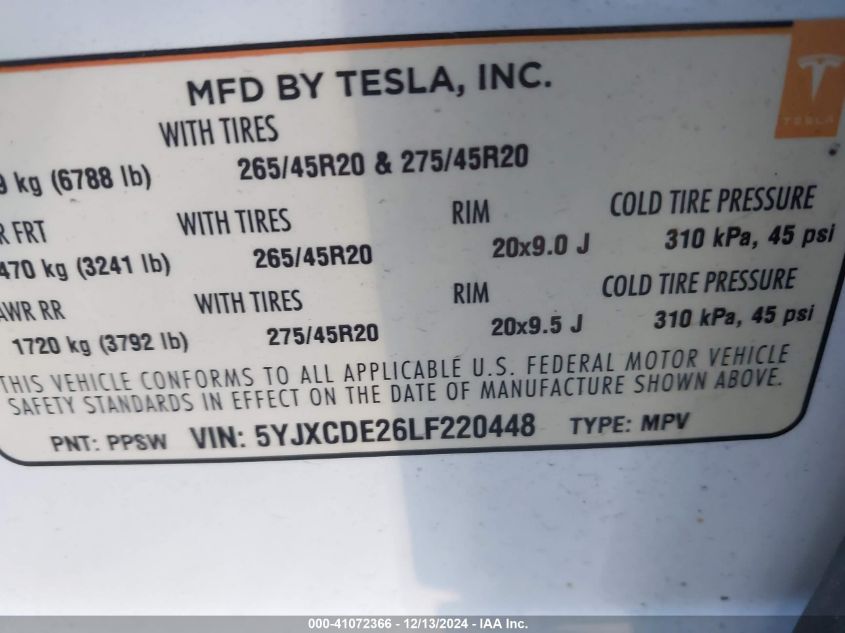 MFD BY TESLA, INC.
TESLA
WITH TIRES
9 kg (6788 lb) 265/45R20 & 275/45R20
R FRT WITH TIRES RIM COLD TIRE PRESSURE
470 kg (3241 lb) 265/45R20 20x9.0 J 310 kPa, 45 psi
AWR RR WITH TIRES RIM COLD TIRE PRESSURE
1720 kg (3792 lb) 275/45R20 20x9.5 J 310 kPa, 45 psi
THIS VEHICLE CONFORMS TO ALL APPLICABLE U.S. FEDERAL MOTOR VEHICLE
SAFETY STANDARDS IN EFFECT ON THE DATE OF MANUFACTURE SHOWN ABOVE.
PNT: PPSW VIN: 5YJXCDE26LF220448 TYPE: MPV
000-41072366 - 12/13/2024 - IAA Inc.